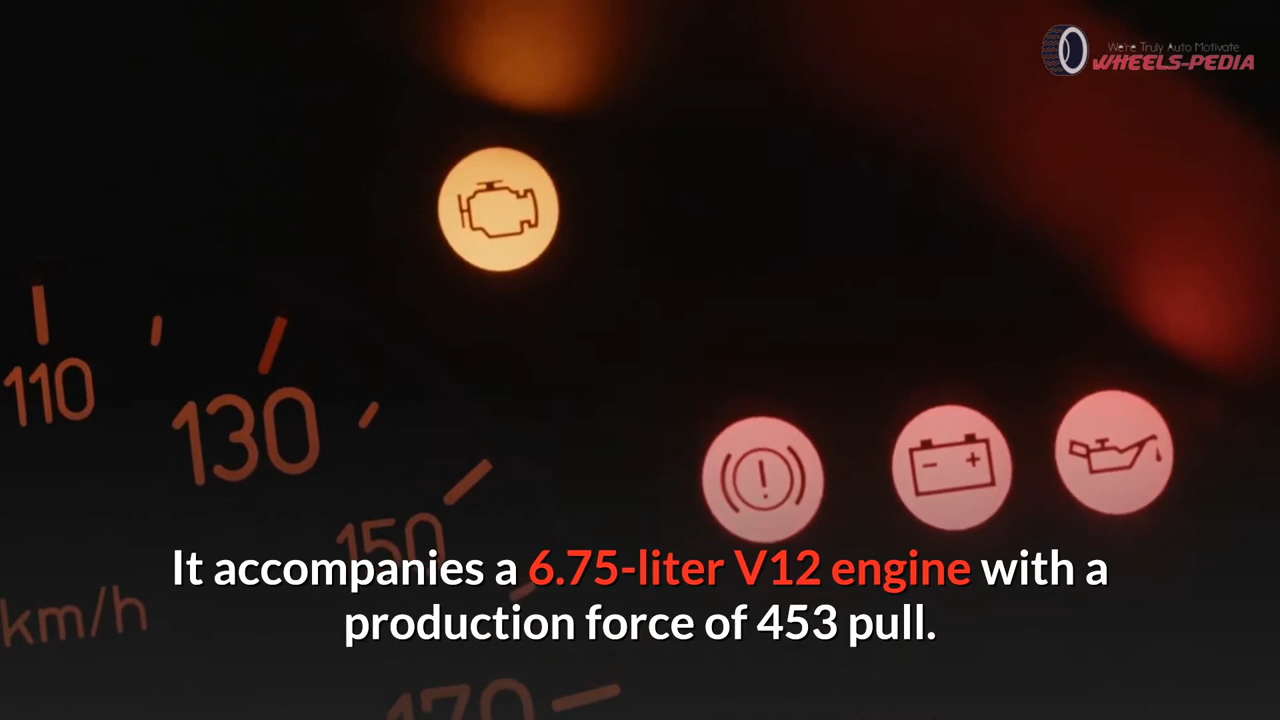 We're Truly Auto Motivate
WHEELS-PEDIA
110
130
150
km/h
170
It accompanies a 6.75-liter V12 engine with a
production force of 453 pull.